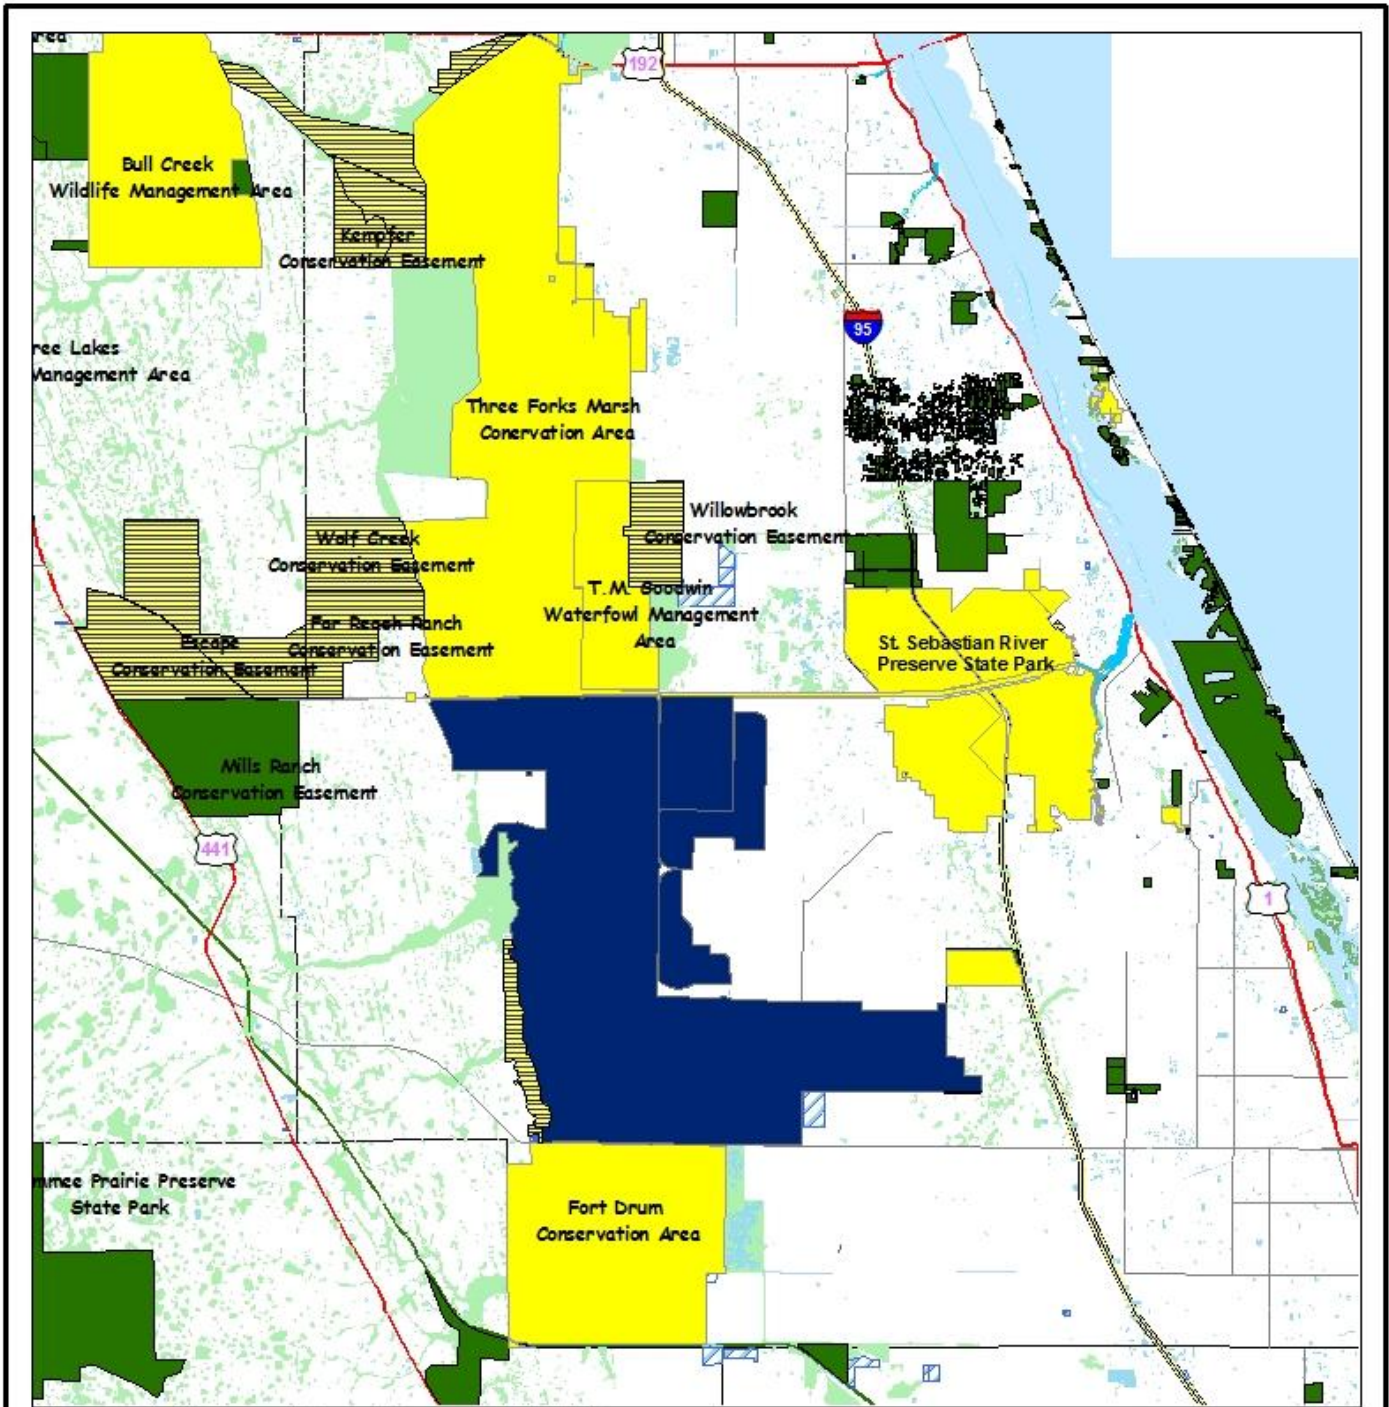 rea
192
Bull Creek
Wildlife Management Area
Kempfer
Conservation Easement
95
ree Lakes
Management Area
Three Forks Marsh
Conervation Area
Willowbrook
Conservation Easement
Wolf Creek
Conservation Easement
T.M. Goodwin
Waterfowl Management
Area
Far Reach Ranch
Conservation Easement
Escape
Conservation Easement
St. Sebastian River
Preserve State Park
Mills Ranch
Conservation Easement
441
1
mmee Prairie Preserve
State Park
Fort Drum
Conservation Area